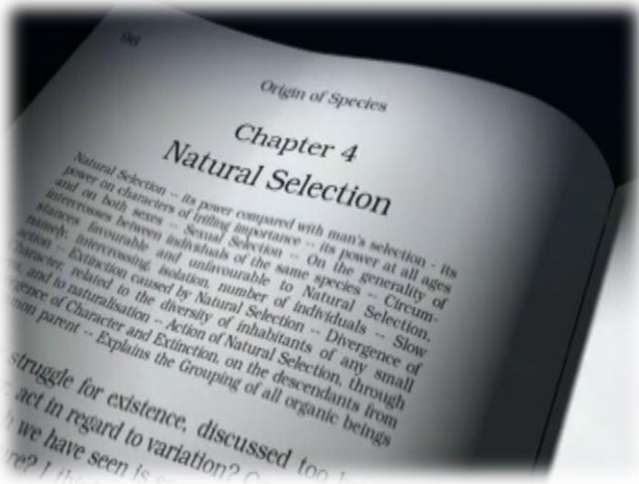 96
Origin of Species
Chapter 4
Natural Selection
Natural Selection -- its power compared with man's selection - its
power on characters of trifling importance -- its power at all ages
and on both sexes -- Sexual Selection -- On the generality of
intercrosses between individuals of the same species -- Circum-
stances favourable and unfavourable to Natural Selection,
namely, intercrossing, isolation, number of individuals -- Slow
action -- Extinction caused by Natural Selection -- Divergence of
Character, related to the diversity of inhabitants of any small
and to naturalisation -- Action of Natural Selection, through
of Character and Extinction, on the descendants from
parent -- Explains the Grouping of all organic beings
struggle for existence, discussed too
act in regard to variation?
we have seen is
I